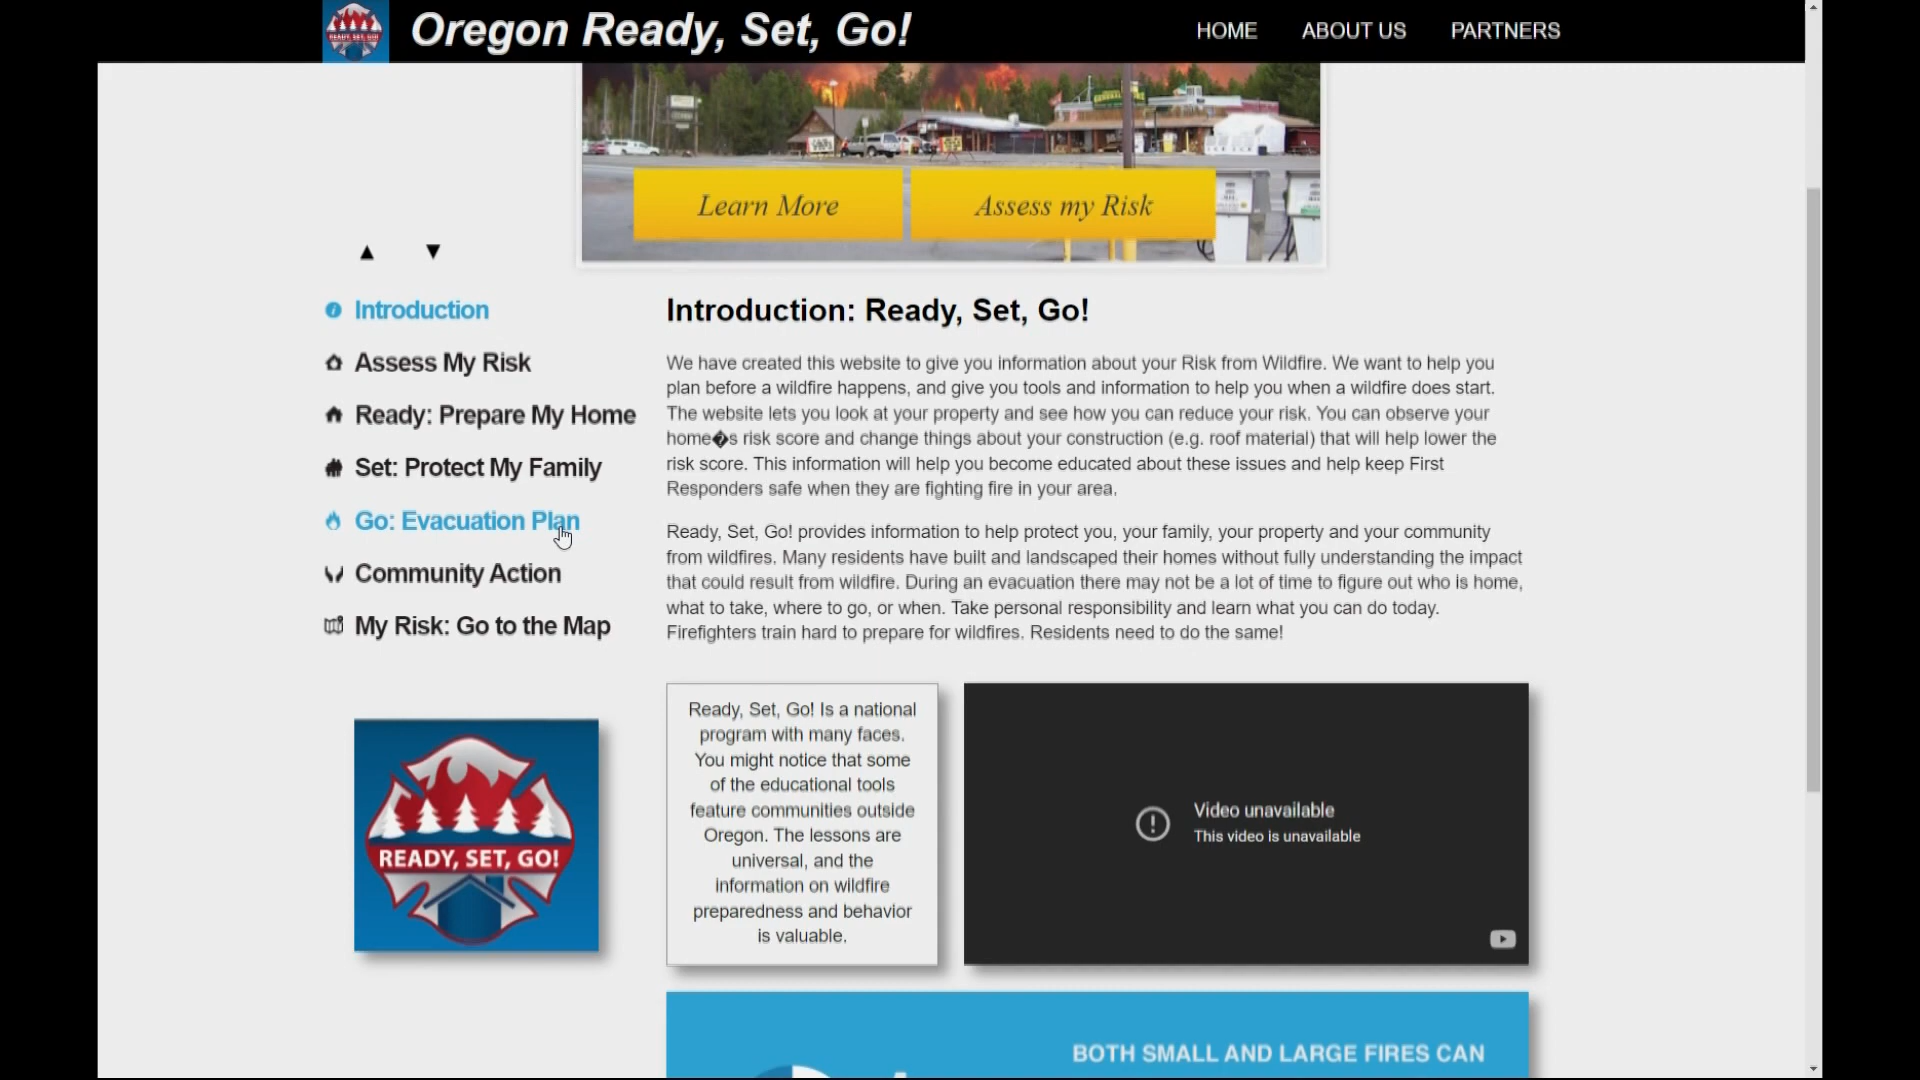 READY, SET, GO!
Oregon Ready, Set, Go!
HOME
ABOUT US
PARTNERS
Learn More
Assess my Risk
▲ ▼
Introduction
Assess My Risk
Ready: Prepare My Home
Set: Protect My Family
Go: Evacuation Plan
Community Action
My Risk: Go to the Map
READY, SET, GO!
Introduction: Ready, Set, Go!
We have created this website to give you information about your Risk from Wildfire. We want to help you
plan before a wildfire happens, and give you tools and information to help you when a wildfire does start.
The website lets you look at your property and see how you can reduce your risk. You can observe your
home�s risk score and change things about your construction (e.g. roof material) that will help lower the
risk score. This information will help you become educated about these issues and help keep First
Responders safe when they are fighting fire in your area.
Ready, Set, Go! provides information to help protect you, your family, your property and your community
from wildfires. Many residents have built and landscaped their homes without fully understanding the impact
that could result from wildfire. During an evacuation there may not be a lot of time to figure out who is home,
what to take, where to go, or when. Take personal responsibility and learn what you can do today.
Firefighters train hard to prepare for wildfires. Residents need to do the same!
Ready, Set, Go! Is a national
program with many faces.
You might notice that some
of the educational tools
feature communities outside
Oregon. The lessons are
universal, and the
information on wildfire
preparedness and behavior
is valuable.
Video unavailable
This video is unavailable
BOTH SMALL AND LARGE FIRES CAN